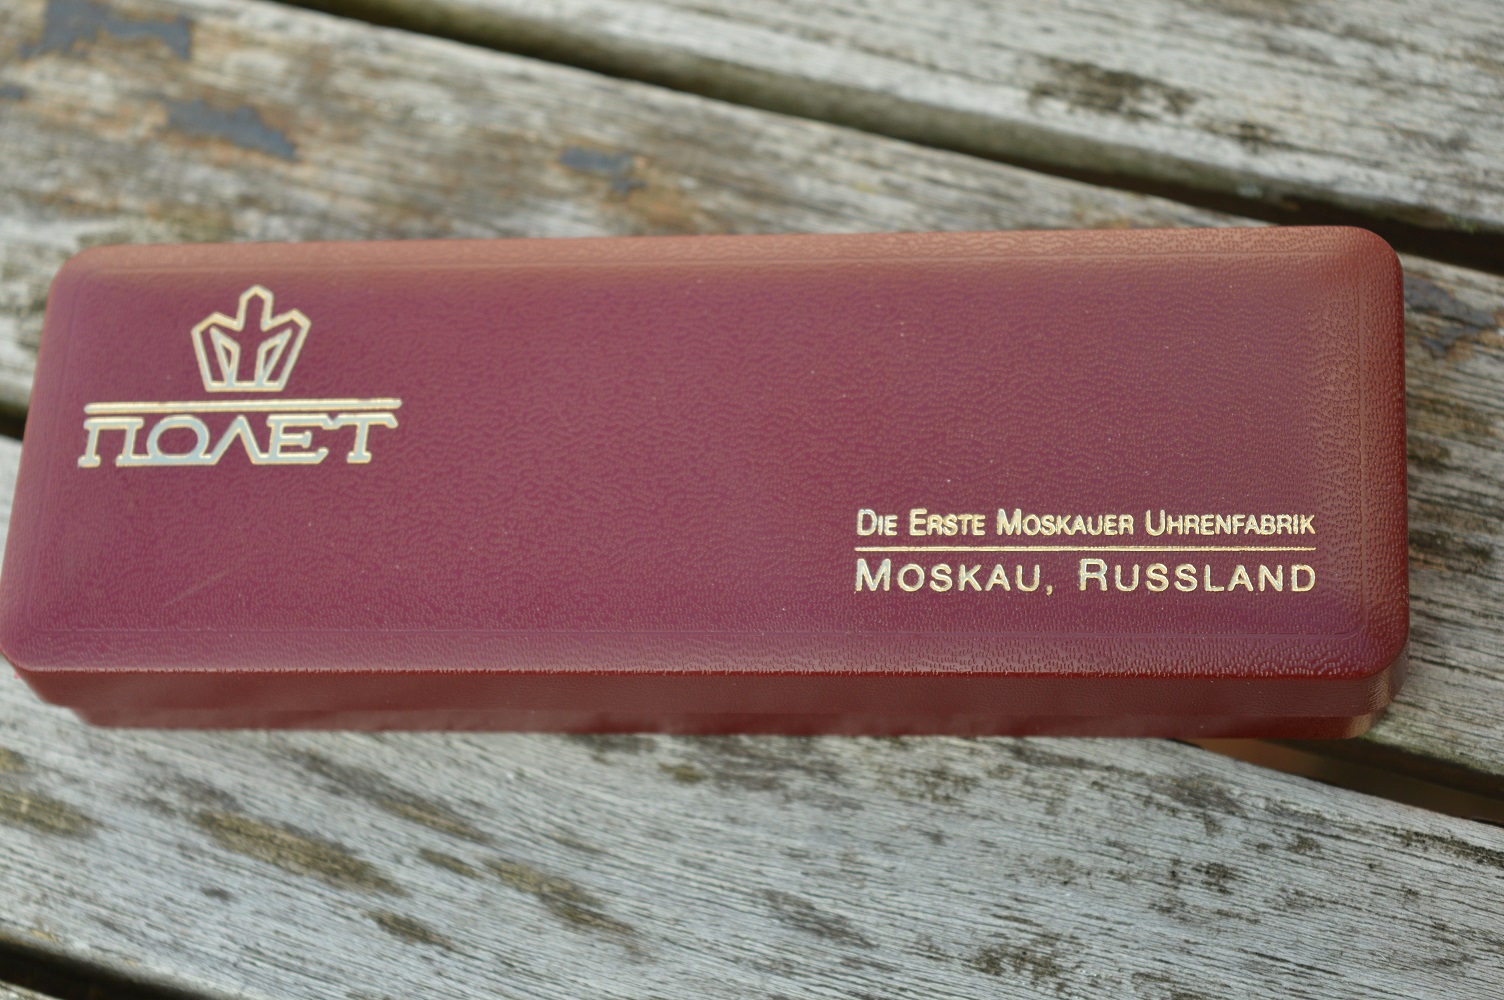 ПОЛЕТ
Die Erste Moskauer Uhrenfabrik
Moskau, Russland